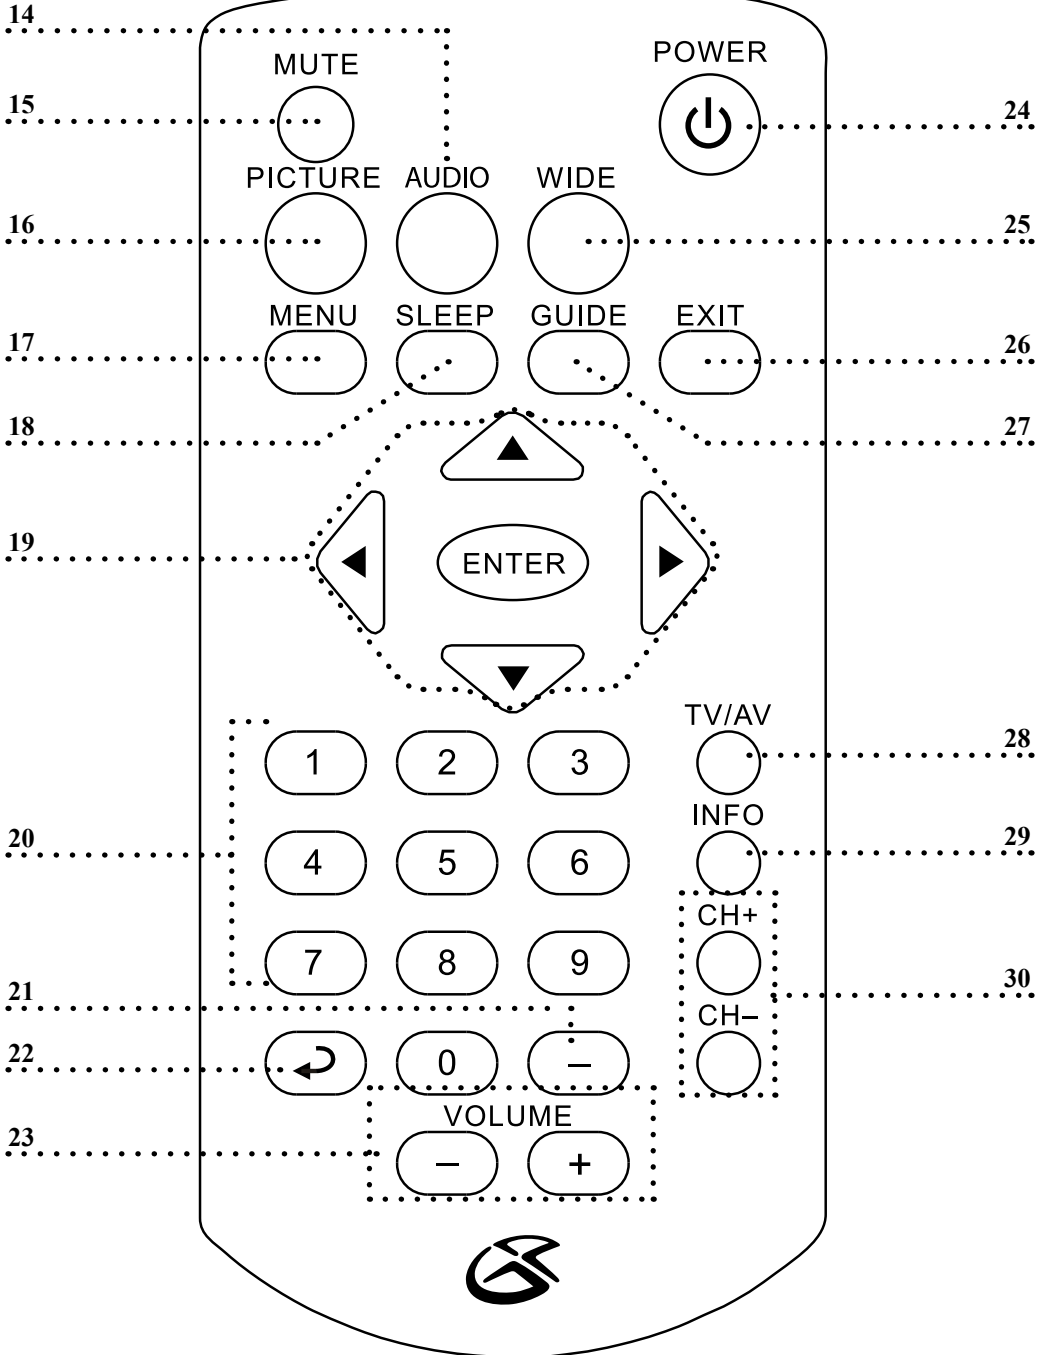 14
MUTE POWER
15 24
PICTURE AUDIO WIDE
16 25
MENU SLEEP GUIDE EXIT
17 26
18 27
19 ENTER
TV/AV
28
1 2 3
INFO
20 29
4 5 6
CH+
7 8 9
21 30
CH–
22 0 –
VOLUME
23
– +